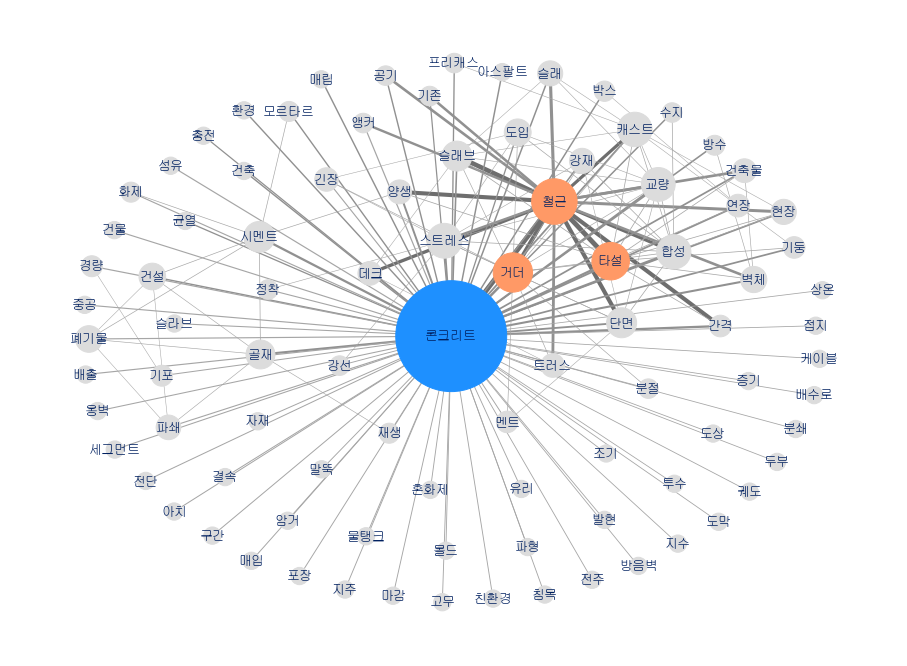 프리캐스
아스팔트
슬래
공기
매립
기존
박스
수지
환경
모르타르
앵커
도입
캐스트
충전
방수
슬래브
강재
섬유
건축
건축물
긴장
교량
화제
양생
철근
연장
현장
균열
건물
시멘트
스트레스
합성
기둥
타설
경량
건설
데크
거더
벽체
정착
상온
중공
슬라브
단면
간격
접지
폐기물
콘크리트
골재
케이블
강선
트러스
배출
기포
증기
분절
배수로
옹벽
자재
멘트
파쇄
재생
도상
분쇄
세그먼트
조기
두부
말뚝
결속
전단
투수
혼화제
유리
궤도
아치
암거
발현
도막
구간
물탱크
지수
몰드
파형
매입
방음벽
포장
전주
지주
마감
침목
친환경
고무